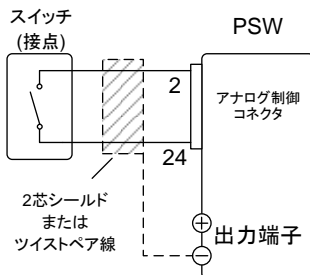 スイッチ
(接点)
PSW
2
アナログ制御
コネクタ
24
2芯シールド
または
ツイストペア線
+
出力端子
-